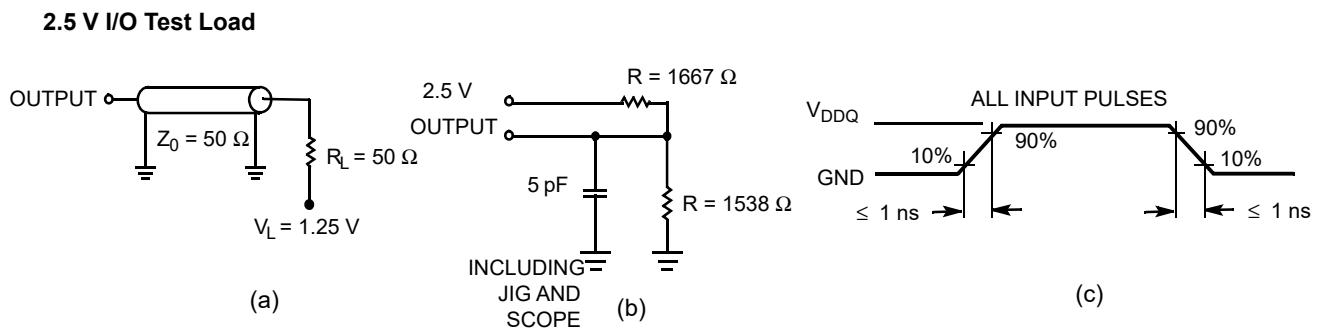 2.5 V I/O Test Load
OUTPUT
Z0 = 50 Ω
RL = 50 Ω
VL = 1.25 V
(a)
R = 1667 Ω
2.5 V
OUTPUT
5 pF
R = 1538 Ω
INCLUDING
JIG AND
SCOPE
(b)
ALL INPUT PULSES
VDDQ
GND
10%
90%
90%
10%
≤ 1 ns
≤ 1 ns
(c)